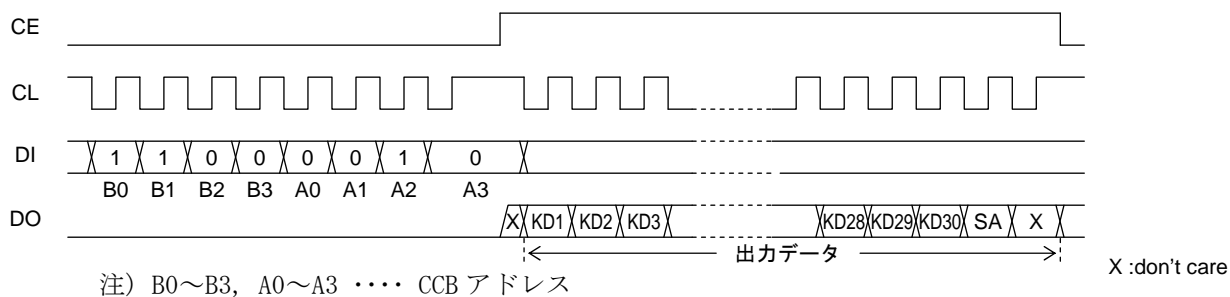 CE
CL
DI 1 1 0 0 0 0 1 0
B0 B1 B2 B3 A0 A1 A2 A3
DO X KD1 KD2 KD3 KD28 KD29 KD30 SA X
出力データ
X :don't care
注) B0～B3, A0～A3 ････ CCB アドレス